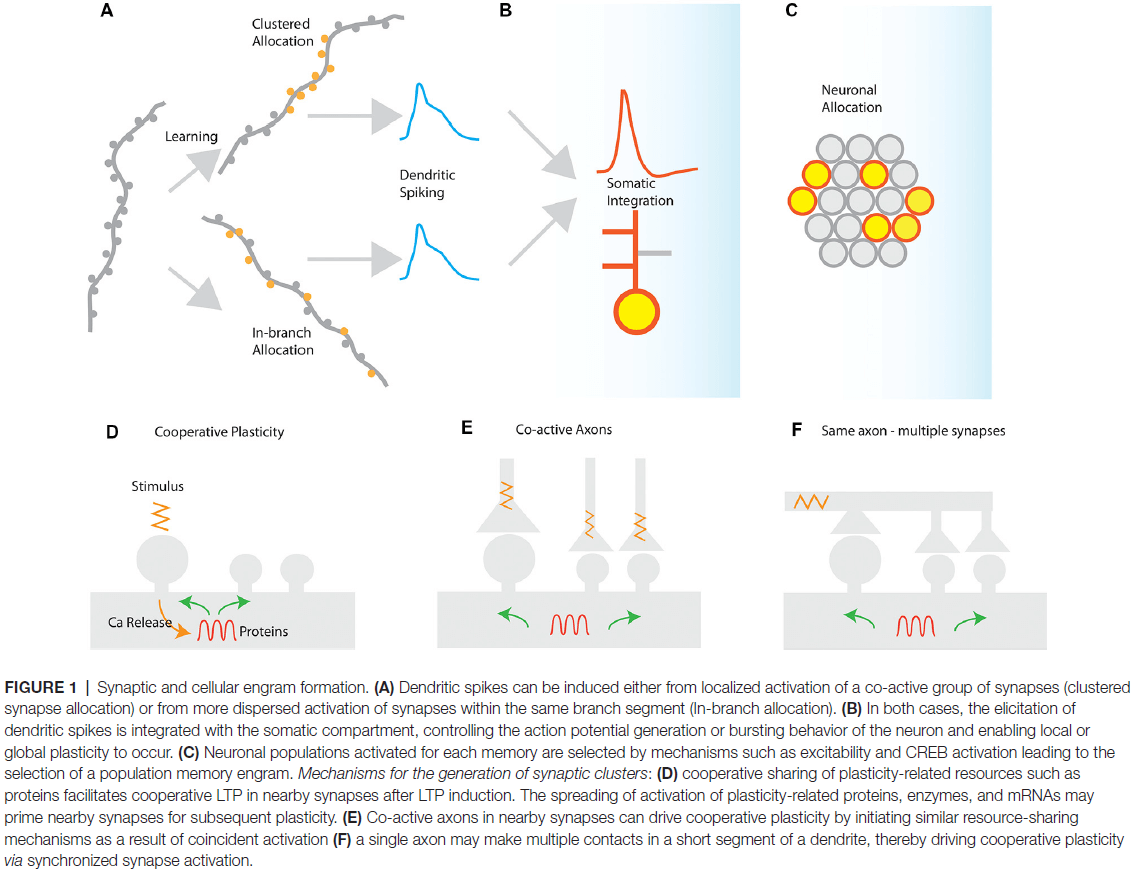 A
Clustered
Allocation
Learning
In-branch
Allocation
Dendritic
Spiking
B
Somatic
Integration
C
Neuronal
Allocation
D
Cooperative Plasticity
Stimulus
Ca Release
Proteins
E
Co-active Axons
F
Same axon - multiple synapses
FIGURE 1 | Synaptic and cellular engram formation. (A) Dendritic spikes can be induced either from localized activation of a co-active group of synapses (clustered
synapse allocation) or from more dispersed activation of synapses within the same branch segment (In-branch allocation). (B) In both cases, the elicitation of
dendritic spikes is integrated with the somatic compartment, controlling the action potential generation or bursting behavior of the neuron and enabling local or
global plasticity to occur. (C) Neuronal populations activated for each memory are selected by mechanisms such as excitability and CREB activation leading to the
selection of a population memory engram. Mechanisms for the generation of synaptic clusters: (D) cooperative sharing of plasticity-related resources such as
proteins facilitates cooperative LTP in nearby synapses after LTP induction. The spreading of activation of plasticity-related proteins, enzymes, and mRNAs may
prime nearby synapses for subsequent plasticity. (E) Co-active axons in nearby synapses can drive cooperative plasticity by initiating similar resource-sharing
mechanisms as a result of coincident activation (F) a single axon may make multiple contacts in a short segment of a dendrite, thereby driving cooperative plasticity
via synchronized synapse activation.